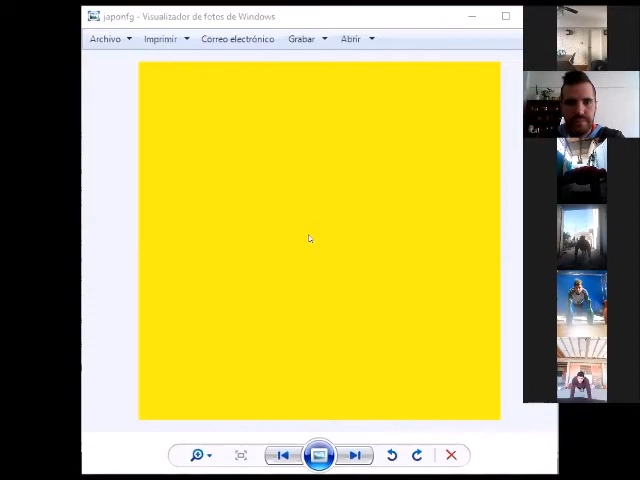 japonfg - Visualizador de fotos de Windows
Archivo Imprimir Correo electrónico Grabar Abrir